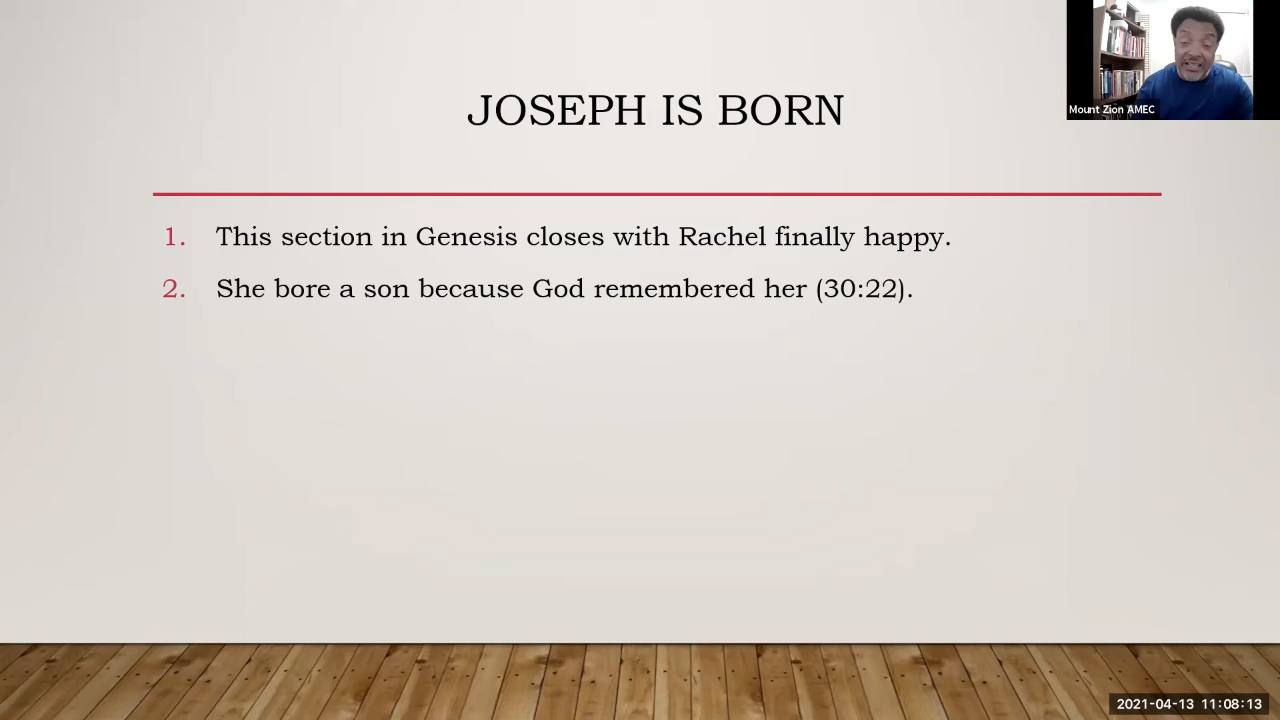 Mount Zion AMEC
JOSEPH IS BORN
1. This section in Genesis closes with Rachel finally happy.
2. She bore a son because God remembered her (30:22).
2021-04-13 11:08:13